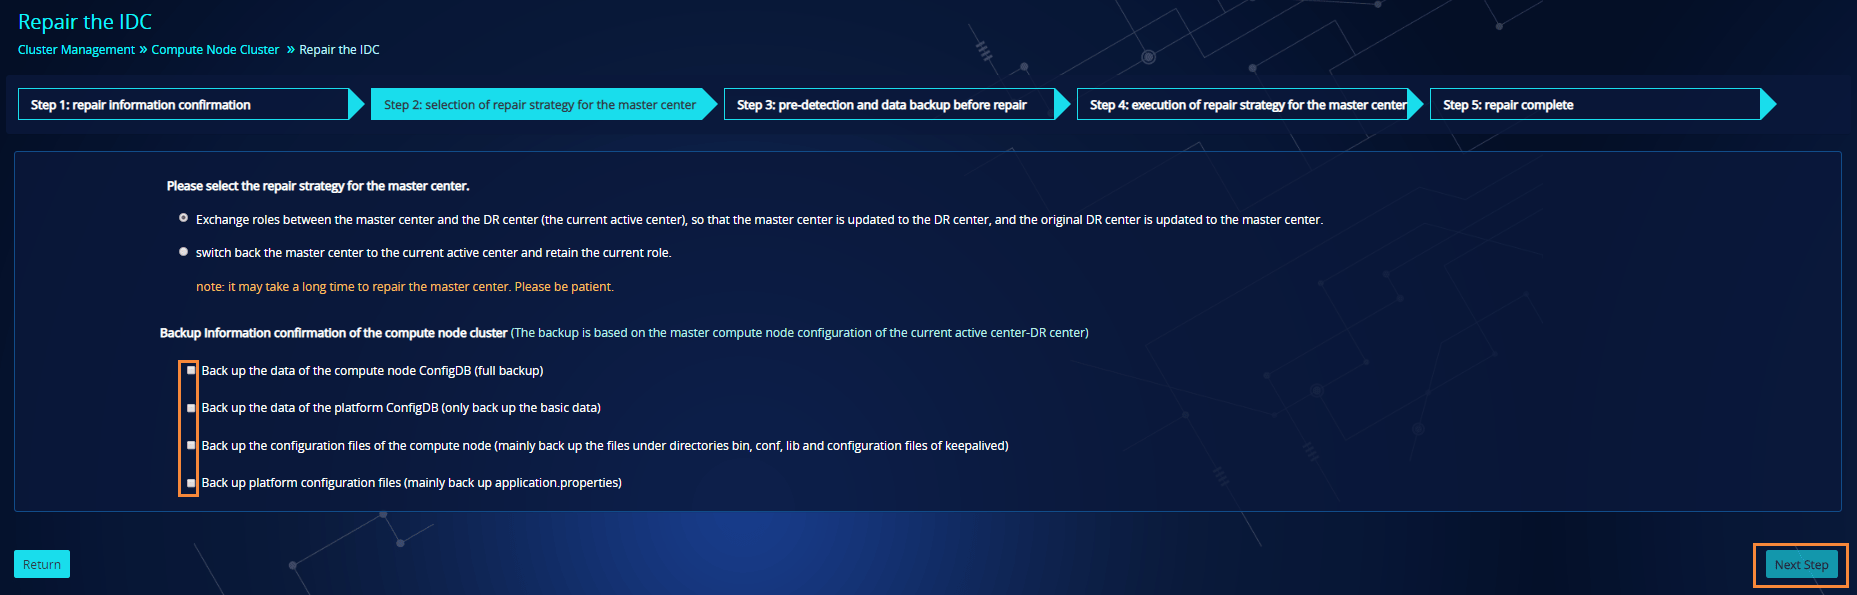 Repair the IDC
Cluster Management » Compute Node Cluster » Repair the IDC
Step 1: repair information confirmation
Step 2: selection of repair strategy for the master center
Step 3: pre-detection and data backup before repair
Step 4: execution of repair strategy for the master center
Step 5: repair complete
Please select the repair strategy for the master center.
Exchange roles between the master center and the DR center (the current active center), so that the master center is updated to the DR center, and the original DR center is updated to the master center.
switch back the master center to the current active center and retain the current role.
note: it may take a long time to repair the master center. Please be patient.
Backup Information confirmation of the compute node cluster (The backup is based on the master compute node configuration of the current active center-DR center)
Back up the data of the compute node ConfigDB (full backup)
Back up the data of the platform ConfigDB (only back up the basic data)
Back up the configuration files of the compute node (mainly back up the files under directories bin, conf, lib and configuration files of keepalived)
Back up platform configuration files (mainly back up application.properties)
Return
Next Step